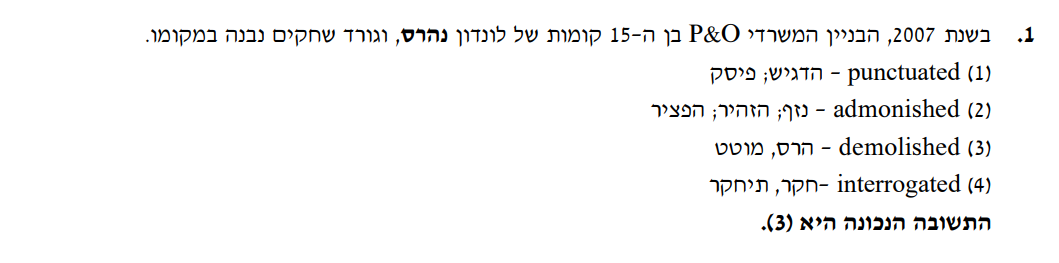 1. בשנת 2007, הבניין המשרדי P&O בן ה-15 קומות של לונדון נהרס, וגורד שחקים נבנה במקומו.
(1) punctuated – הדגיש; פיסק
(2) admonished – נזף; הזהיר; הפציר
(3) demolished – הרס, מוטט
(4) interrogated –חקר, תיחקר
התשובה הנכונה היא (3).